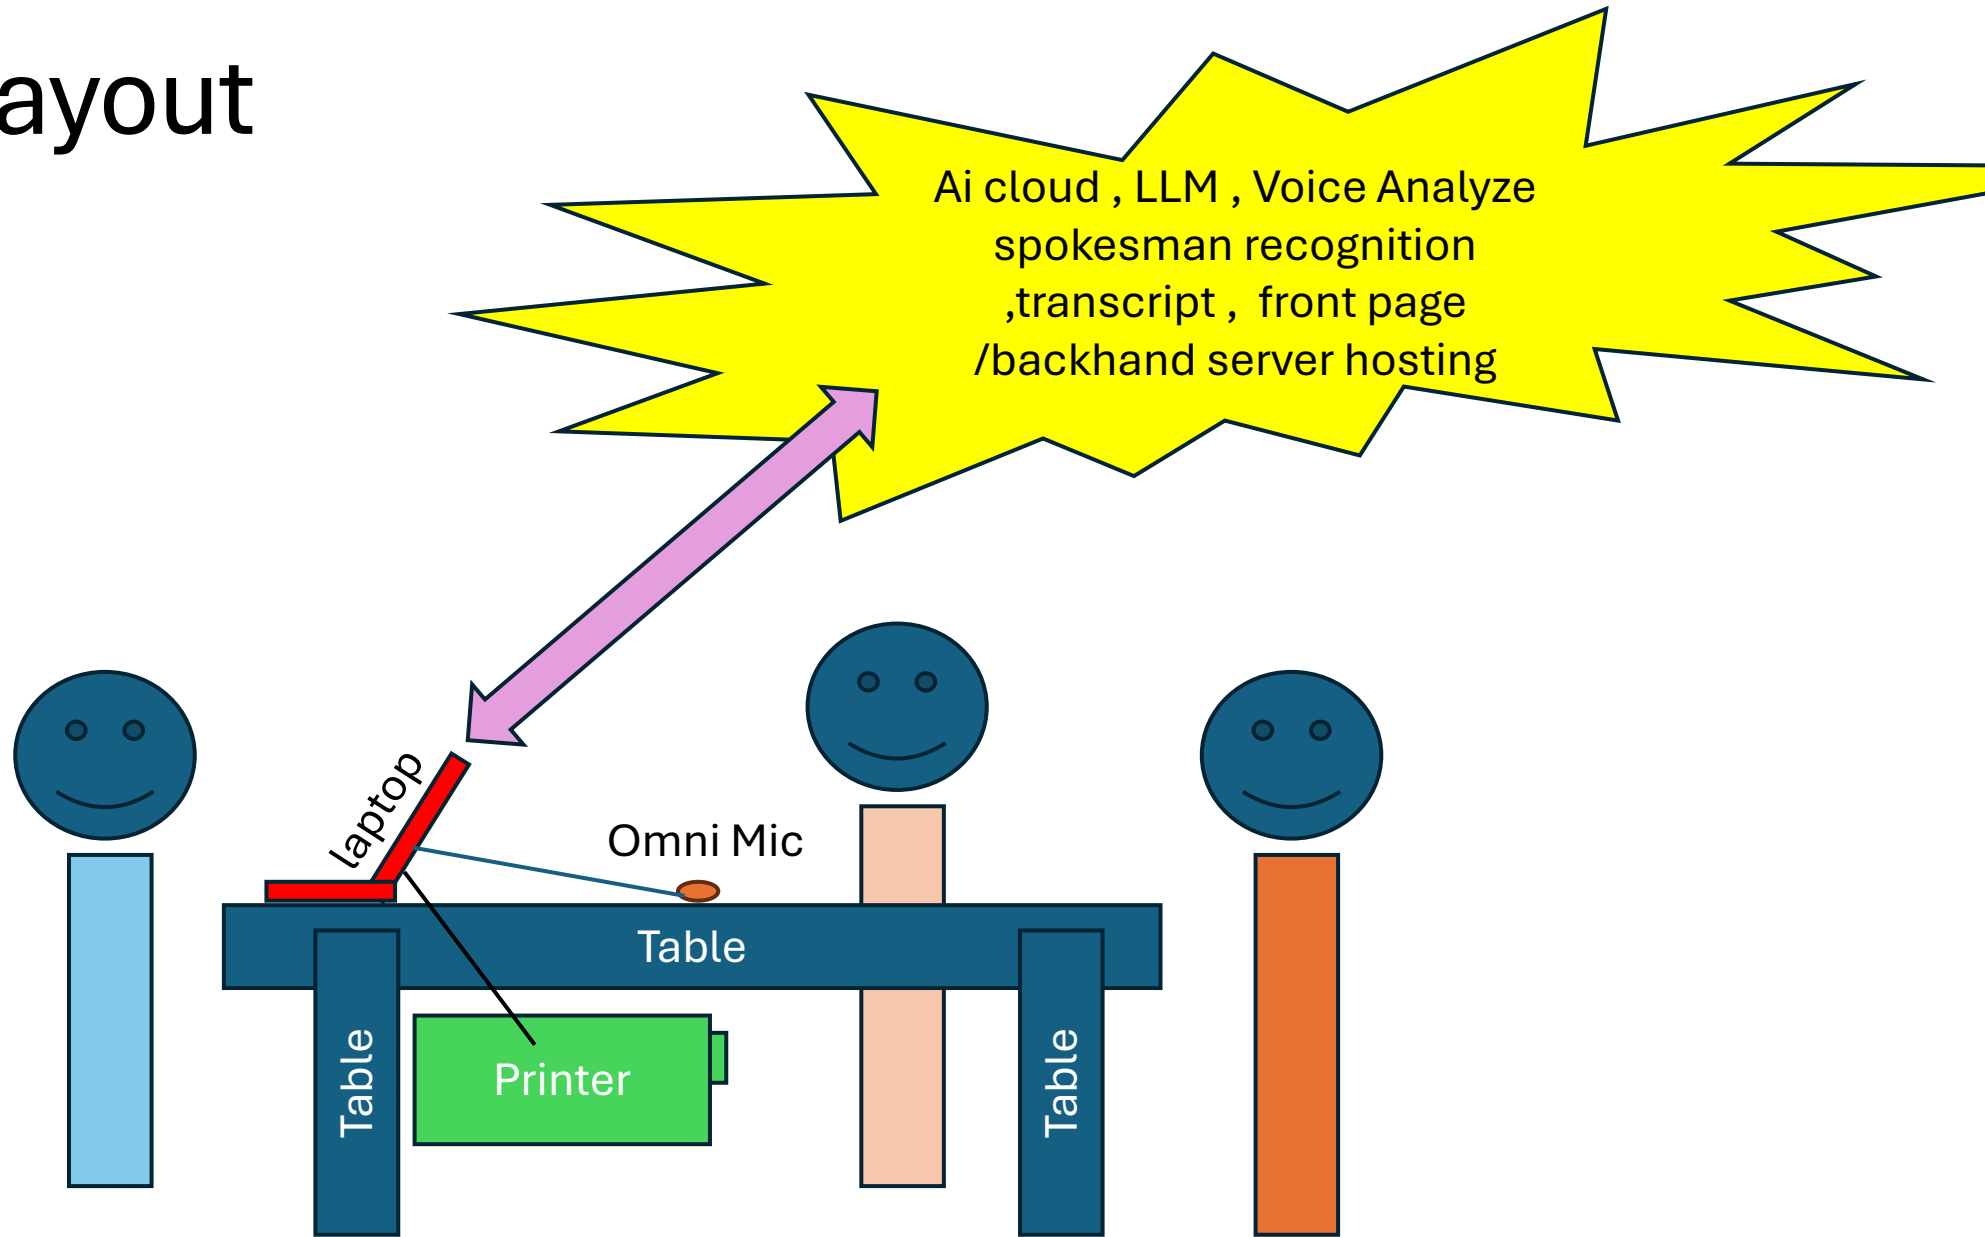 ayout
Ai cloud , LLM , Voice Analyze
spokesman recognition
,transcript , front page
/backhand server hosting
laptop
Omni Mic
Table
Table
Printer
Table